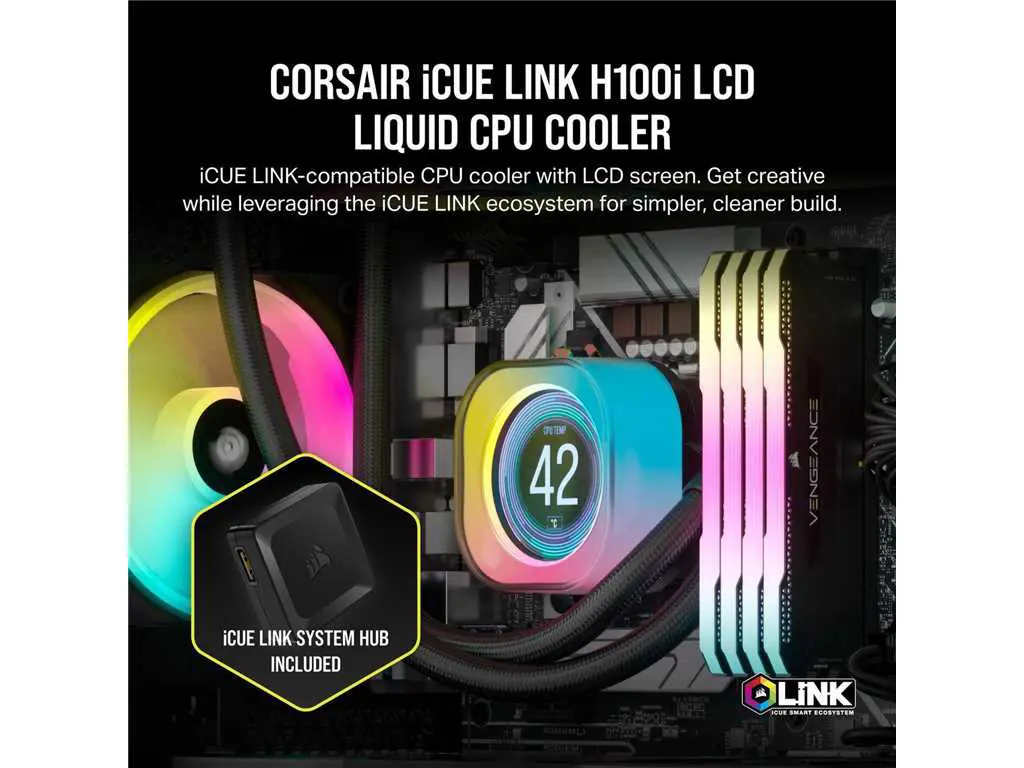 CORSAIR iCUE LINK H100i LCD
LIQUID CPU COOLER
iCUE LINK-compatible CPU cooler with LCD screen. Get creative
while leveraging the iCUE LINK ecosystem for simpler, cleaner build.
CPU TEMP
42
°C
VENGEANCE
iCUE LINK SYSTEM HUB
INCLUDED
LINK
ICUE SMART ECOSYSTEM